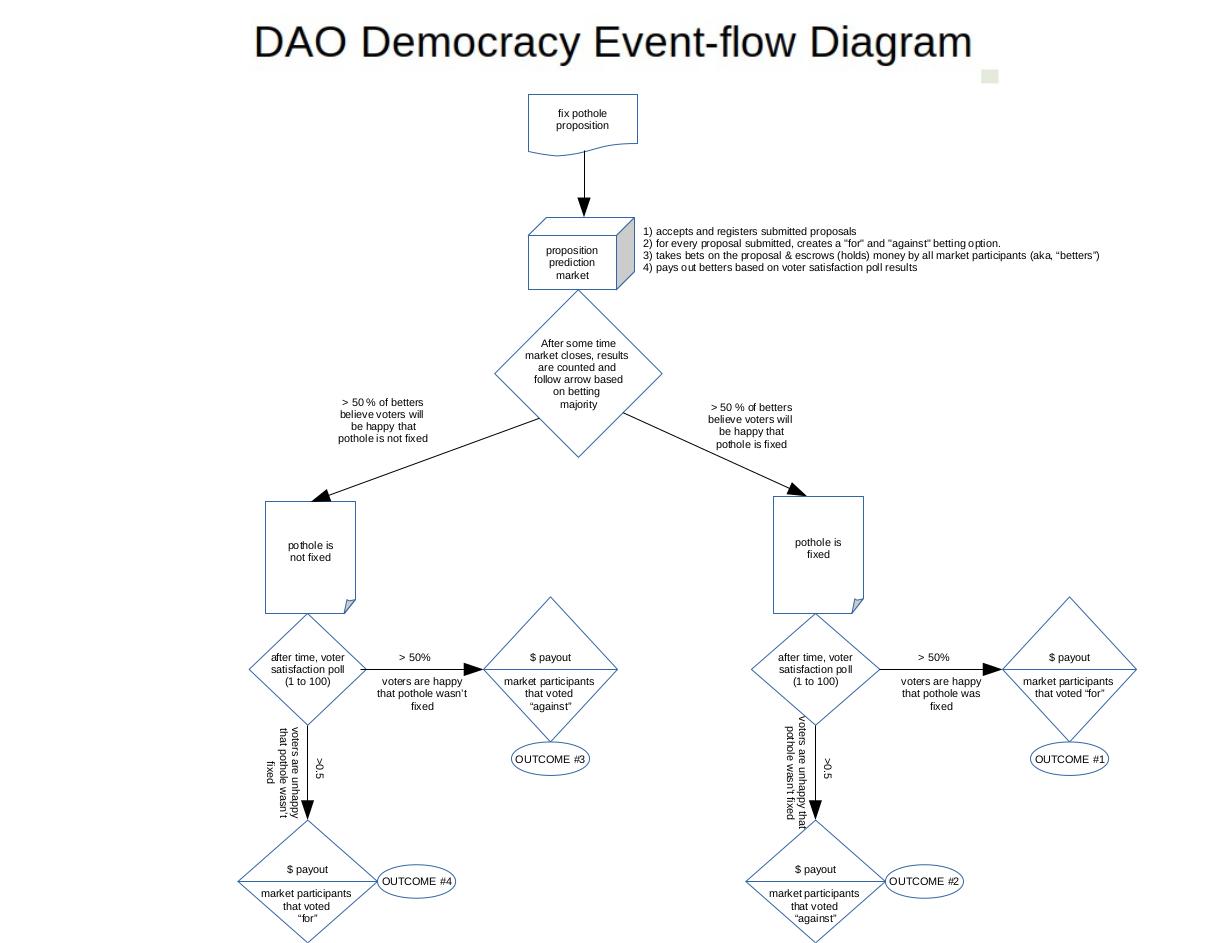 DAO Democracy Event-flow Diagram
fix pothole
proposition
proposition
prediction
market
1) accepts and registers submitted proposals
2) for every proposal submitted, creates a "for" and "against" betting option.
3) takes bets on the proposal & escrows (holds) money by all market participants (aka, “betters”)
4) pays out betters based on voter satisfaction poll results
After some time
market closes, results
are counted and
follow arrow based
on betting
majority
> 50 % of betters
believe voters will
be happy that
pothole is not fixed
> 50 % of betters
believe voters will
be happy that
pothole is fixed
pothole is
not fixed
pothole is
fixed
after time, voter
satisfaction poll
(1 to 100)
> 50%
voters are happy
that pothole wasn’t
fixed
$ payout
market participants
that voted
“against”
OUTCOME #3
after time, voter
satisfaction poll
(1 to 100)
> 50%
voters are happy
that pothole was
fixed
$ payout
market participants
that voted “for”
OUTCOME #1
>0.5
voters are unhappy
that pothole wasn’t
fixed
$ payout
market participants
that voted
“for”
OUTCOME #4
>0.5
voters are unhappy that
pothole wasn’t fixed
$ payout
market participants
that voted
“against”
OUTCOME #2